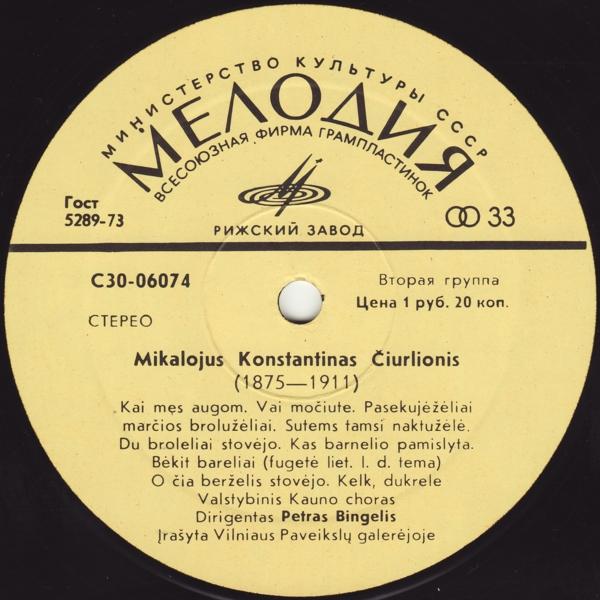 МИНИСТЕРСТВО КУЛЬТУРЫ СССР
МЕЛОДИЯ
ВСЕСОЮЗНАЯ ФИРМА ГРАМПЛАСТИНОК
Гост
5289-73
33
РИЖСКИЙ ЗАВОД
С30-06074
Вторая группа
Цена 1 руб. 20 коп.
СТЕРЕО
Mikalojus Konstantinas Čiurlionis
(1875—1911)
Kai męs augom. Vai močiute. Pasekujėžėliai
marčios brolužėliai. Sutems tamsi naktužėlė.
Du broleliai stovėjo. Kas barnelio pamislyta.
Bėkit bareliai (fugetė liet. l. d. tema)
O čia berželis stovėjo. Kelk, dukrele
Valstybinis Kauno choras
Dirigentas Petras Bingelis
Įrašyta Vilniaus Paveikslų galerėjoje